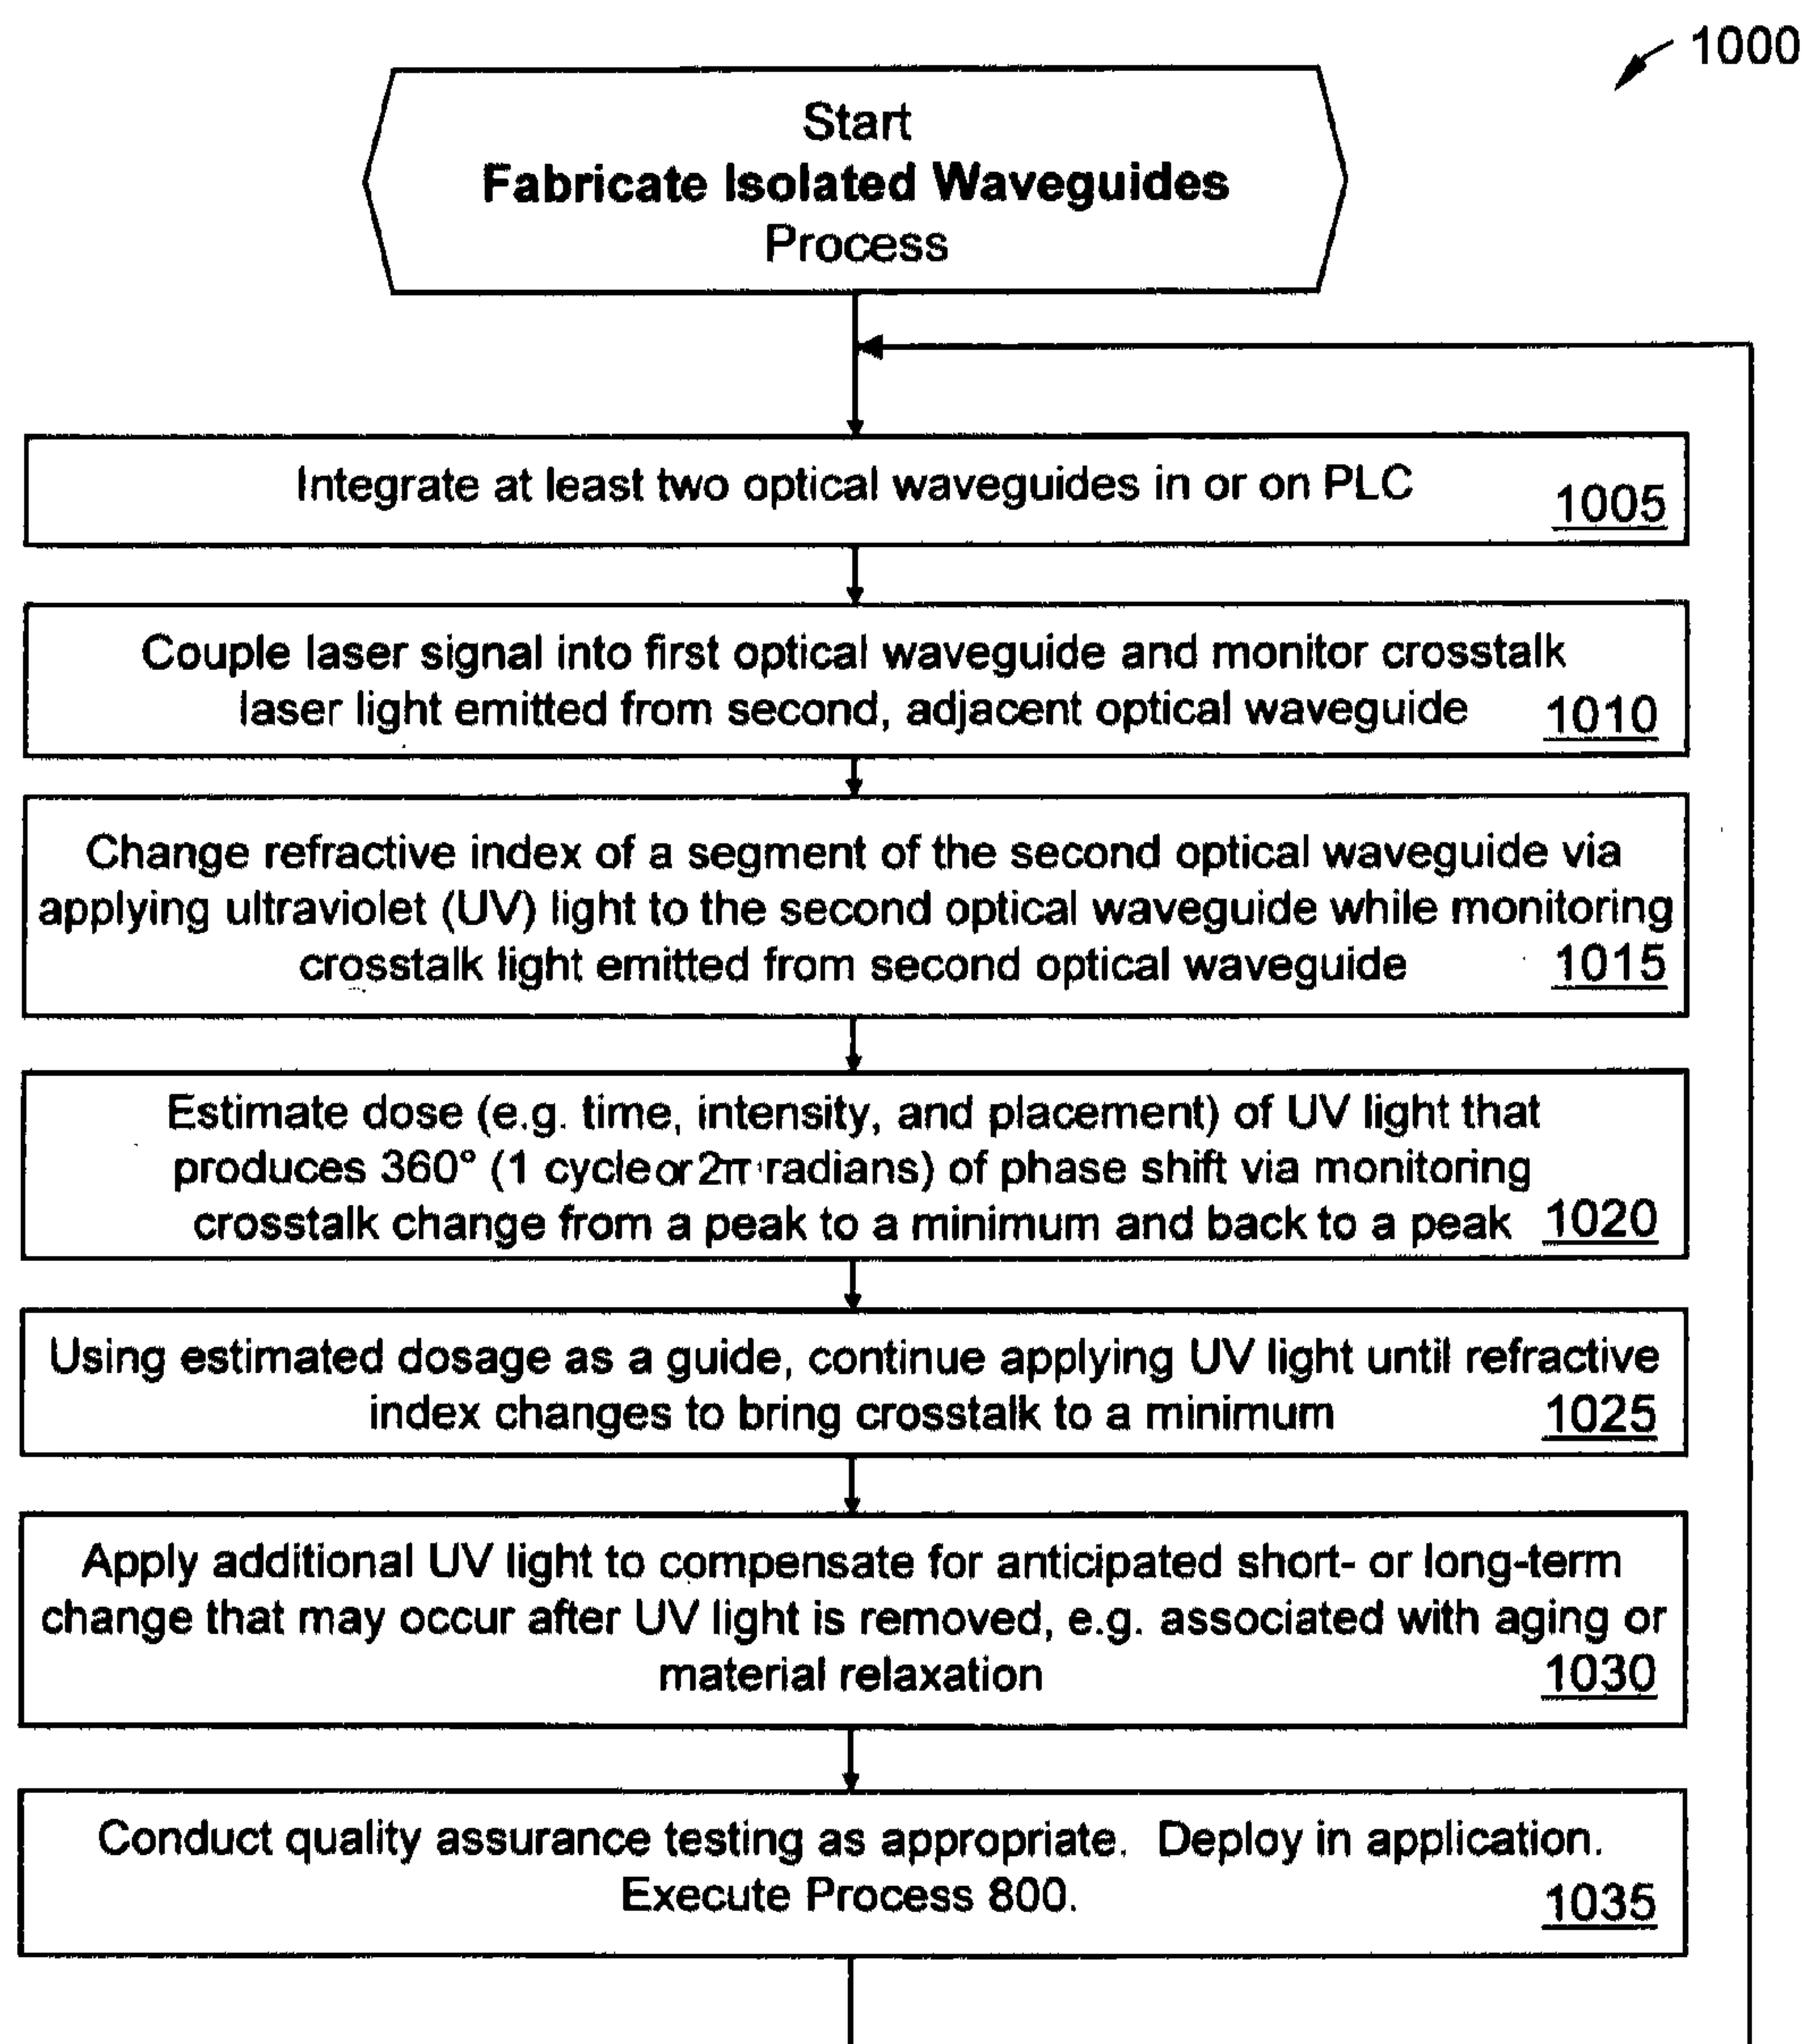 1000
Start
Fabricate Isolated Waveguides
Process
Integrate at least two optical waveguides in or on PLC
1005
Couple laser signal into first optical waveguide and monitor crosstalk
laser light emitted from second, adjacent optical waveguide 1010
Change refractive index of a segment of the second optical waveguide via
applying ultraviolet (UV) light to the second optical waveguide while monitoring
crosstalk light emitted from second optical waveguide 1015
Estimate dose (e.g. time, intensity, and placement) of UV light that
produces 360° (1 cycle or 2π radians) of phase shift via monitoring
crosstalk change from a peak to a minimum and back to a peak 1020
Using estimated dosage as a guide, continue applying UV light until refractive
index changes to bring crosstalk to a minimum 1025
Apply additional UV light to compensate for anticipated short- or long-term
change that may occur after UV light is removed, e.g. associated with aging or
material relaxation 1030
Conduct quality assurance testing as appropriate. Deploy in application.
Execute Process 800. 1035